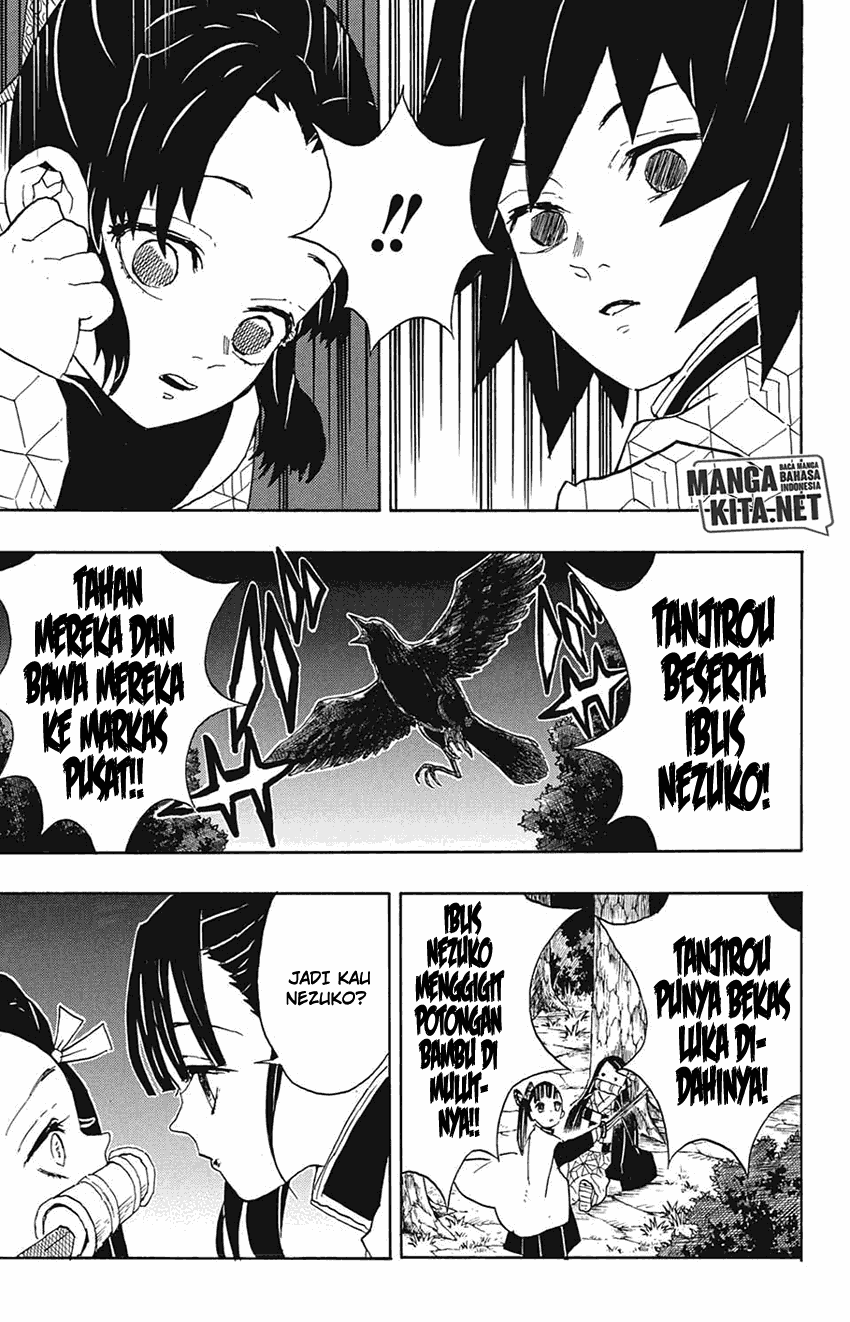 !!
MANGA
KITA.NET
BACA MANGA
BAHASA
INDONESIA
TANJIROU
BESERTA
IBLIS
NEZUKO!
TAHAN
MEREKA DAN
BAWA MEREKA
KE MARKAS
PUSAT!!
TANJIROU
PUNYA BEKAS
LUKA DI-
DAHINYA!
IBLIS
NEZUKO
MENGGIGIT
POTONGAN
BAMBU DI
MULUT-
NYA!!
JADI KAU
NEZUKO?